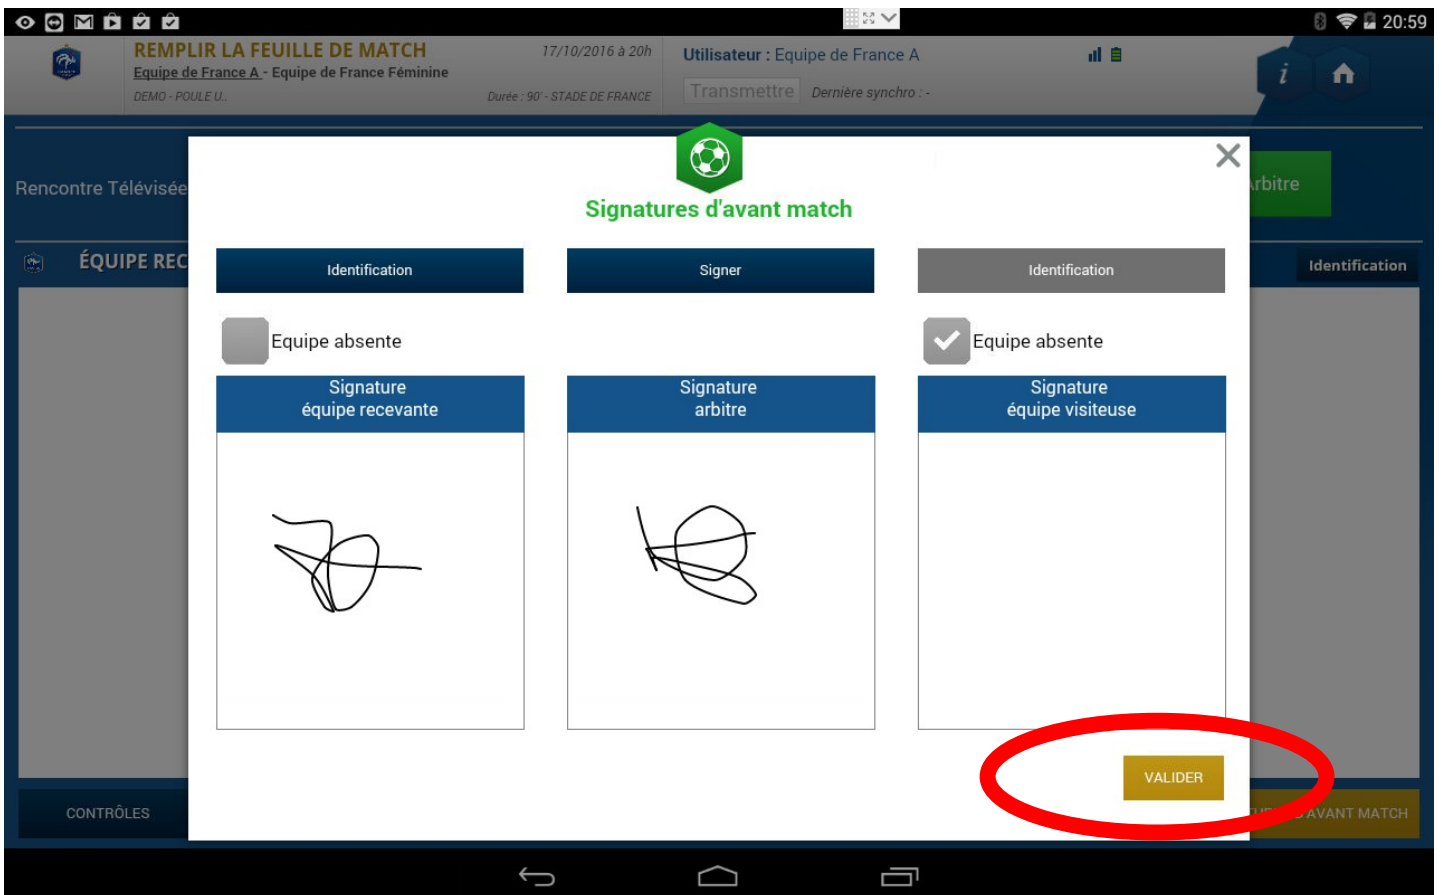 20:59
REMPLIR LA FEUILLE DE MATCH
17/10/2016 à 20h
Equipe de France A - Equipe de France Féminine
DEMO - POULE U..
Durée : 90' - STADE DE FRANCE
Utilisateur : Equipe de France A
Transmettre
Dernière synchro : -
i
Rencontre Télévisée
Arbitre
Signatures d'avant match
ÉQUIPE REC
Identification
Signer
Identification
Identification
Equipe absente
Equipe absente
Signature
équipe recevante
Signature
arbitre
Signature
équipe visiteuse
VALIDER
CONTRÔLES
D'AVANT MATCH